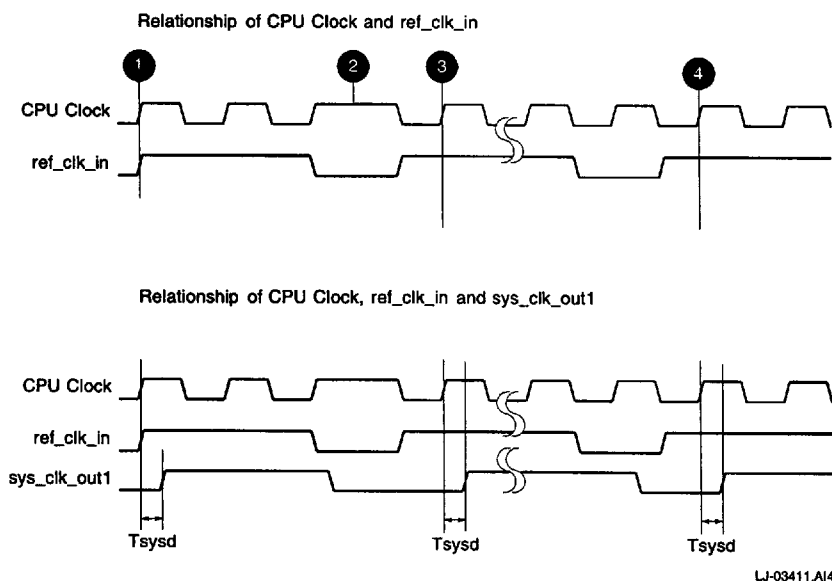 Relationship of CPU Clock and ref_clk_in
1 2 3 4
CPU Clock
ref_clk_in
Relationship of CPU Clock, ref_clk_in and sys_clk_out1
CPU Clock
ref_clk_in
sys_clk_out1
Tsysd Tsysd Tsysd
LJ-03411.AI4